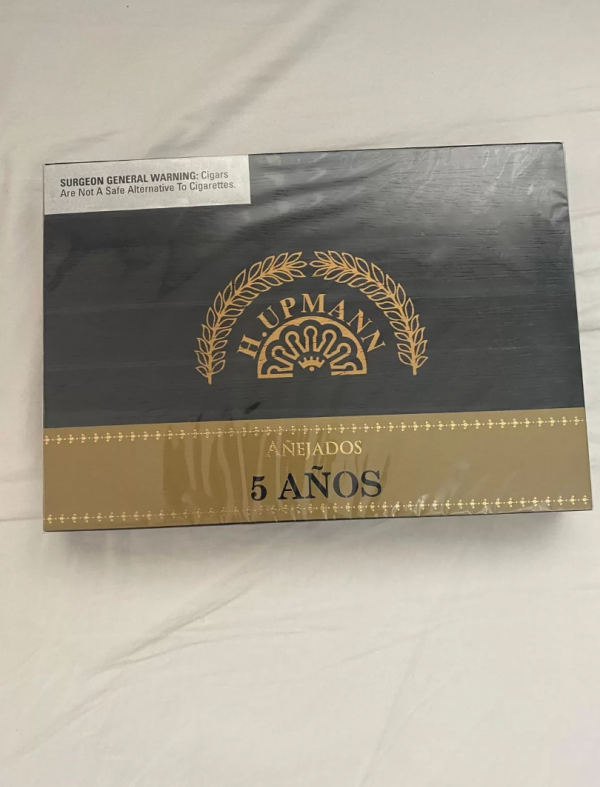 SURGEON GENERAL WARNING: Cigars
Are Not A Safe Alternative To Cigarettes.
H. UPMANN
AÑEJADOS
5 AÑOS